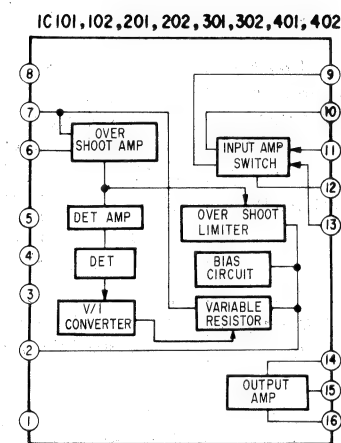 IC101,102,201,202,301,302,401,402
8
9
7
10
OVER
SHOOT AMP
INPUT AMP
SWITCH
11
6
12
5
DET AMP
OVER SHOOT
LIMITER
13
4
DET
BIAS
CIRCUIT
3
V/I
CONVERTER
VARIABLE
RESISTOR
2
14
OUTPUT
AMP
15
1
16